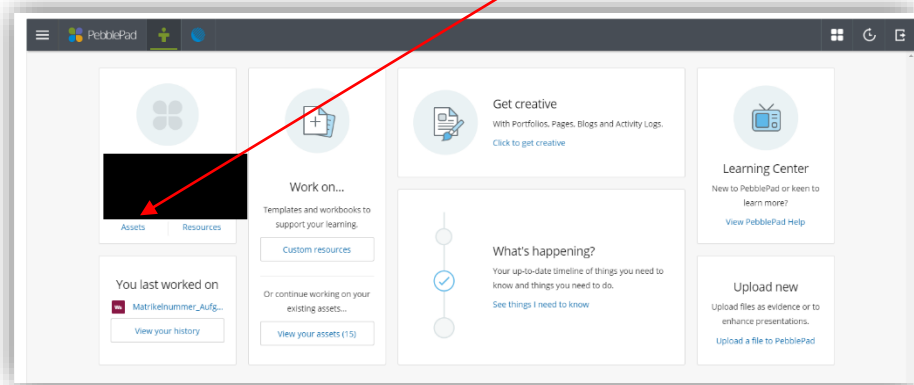 PebblePad
Assets
Resources
You last worked on
We
Matrikelnummer_Aufg...
View your history
Work on...
Templates and workbooks to
support your learning.
Custom resources
Or continue working on your
existing assets...
View your assets (15)
Get creative
With Portfolios, Pages, Blogs and Activity Logs.
Click to get creative
What's happening?
Your up-to-date timeline of things you need to
know and things you need to do.
See things I need to know
Learning Center
New to PebblePad or keen to
learn more?
View PebblePad Help
Upload new
Upload files as evidence or to
enhance presentations.
Upload a file to PebblePad